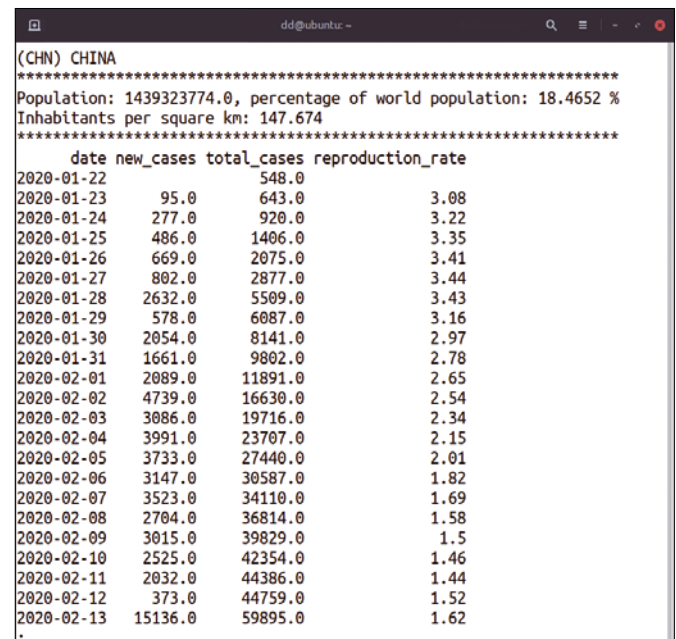 dd@ubuntu: ~
(CHN) CHINA
*******************************************************************
Population: 1439323774.0, percentage of world population: 18.4652 %
Inhabitants per square km: 147.674
*******************************************************************
date new_cases total_cases reproduction_rate
2020-01-22 548.0
2020-01-23 95.0 643.0 3.08
2020-01-24 277.0 920.0 3.22
2020-01-25 486.0 1406.0 3.35
2020-01-26 669.0 2075.0 3.41
2020-01-27 802.0 2877.0 3.44
2020-01-28 2632.0 5509.0 3.43
2020-01-29 578.0 6087.0 3.16
2020-01-30 2054.0 8141.0 2.97
2020-01-31 1661.0 9802.0 2.78
2020-02-01 2089.0 11891.0 2.65
2020-02-02 4739.0 16630.0 2.54
2020-02-03 3086.0 19716.0 2.34
2020-02-04 3991.0 23707.0 2.15
2020-02-05 3733.0 27440.0 2.01
2020-02-06 3147.0 30587.0 1.82
2020-02-07 3523.0 34110.0 1.69
2020-02-08 2704.0 36814.0 1.58
2020-02-09 3015.0 39829.0 1.5
2020-02-10 2525.0 42354.0 1.46
2020-02-11 2032.0 44386.0 1.44
2020-02-12 373.0 44759.0 1.52
2020-02-13 15136.0 59895.0 1.62
: